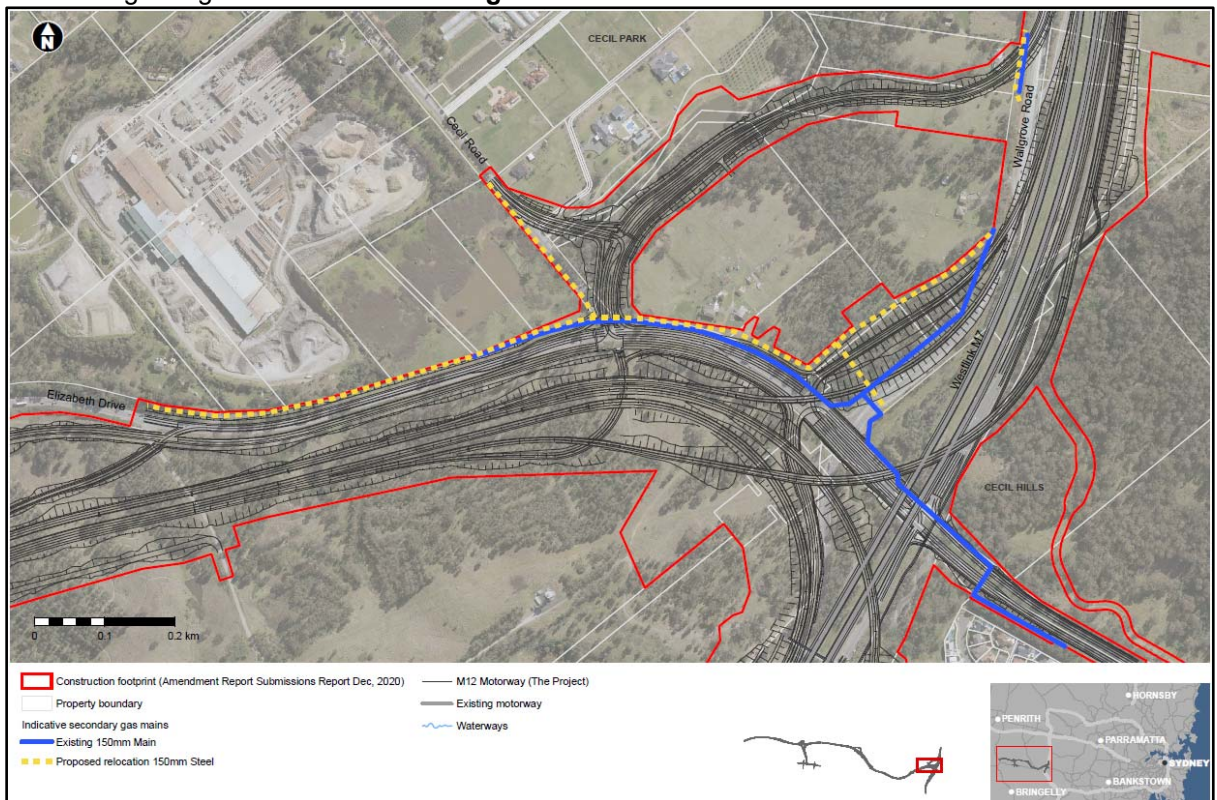 N
CECIL PARK
Cecil Road
Wallgrove Road
Westlink M7
Elizabeth Drive
CECIL HILLS
0 0.1 0.2 km
Construction footprint (Amendment Report Submissions Report Dec, 2020)
Property boundary
Indicative secondary gas mains
Existing 150mm Main
Proposed relocation 150mm Steel
M12 Motorway (The Project)
Existing motorway
Waterways
HORNSBY
PENRITH
PARRAMATTA
SYDNEY
BANKSTOWN
BRINGELLY